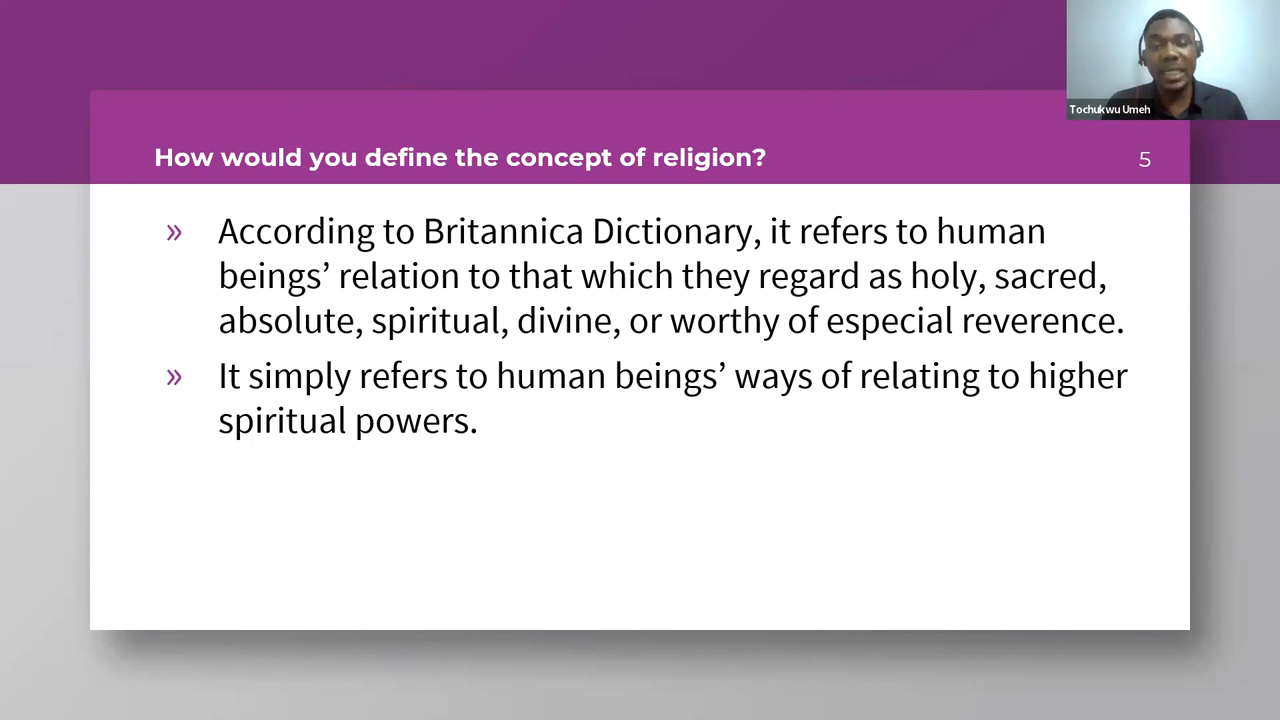 Tochukwu Umeh
How would you define the concept of religion?
5
» According to Britannica Dictionary, it refers to human
beings’ relation to that which they regard as holy, sacred,
absolute, spiritual, divine, or worthy of especial reverence.
» It simply refers to human beings’ ways of relating to higher
spiritual powers.